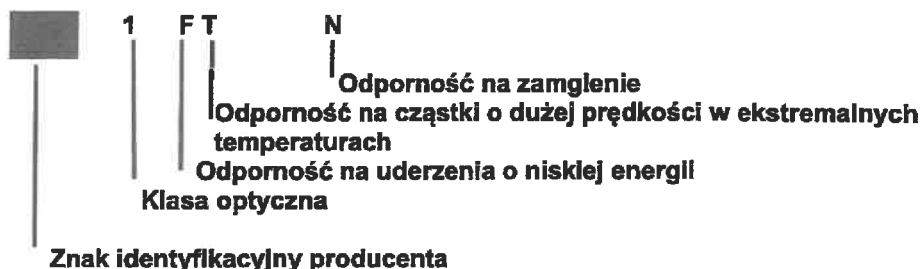 1 F T N
Odporność na zamglenie
Odporność na cząstki o dużej prędkości w ekstremalnych
temperaturach
Odporność na uderzenia o niskiej energii
Klasa optyczna
Znak identyfikacyjny producenta